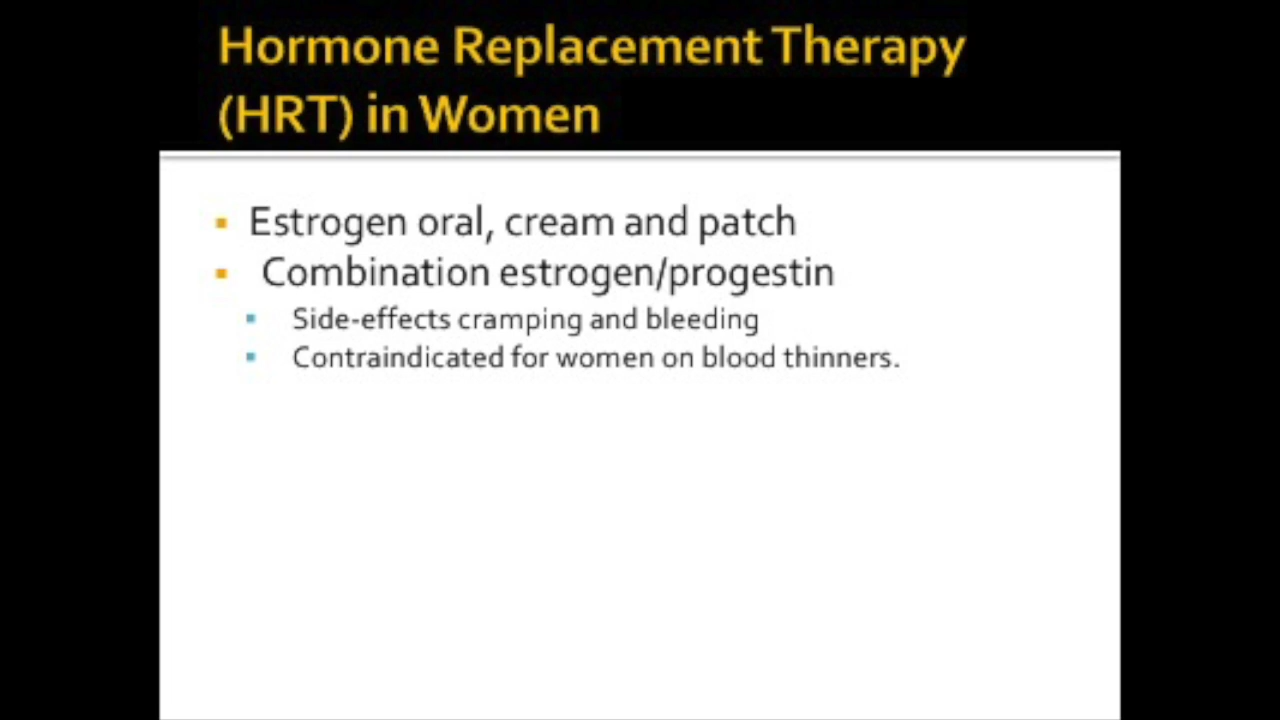 Hormone Replacement Therapy
(HRT) in Women
Estrogen oral, cream and patch
Combination estrogen/progestin
Side-effects cramping and bleeding
Contraindicated for women on blood thinners.